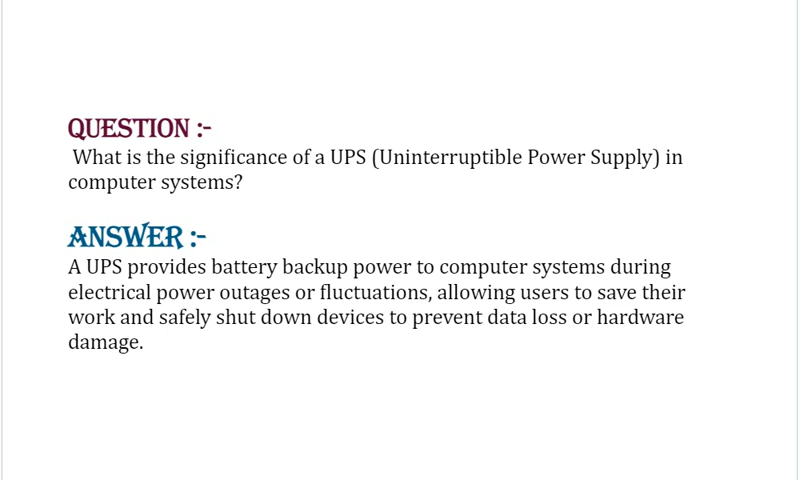 QUESTION :-
What is the significance of a UPS (Uninterruptible Power Supply) in
computer systems?
ANSWER :-
A UPS provides battery backup power to computer systems during
electrical power outages or fluctuations, allowing users to save their
work and safely shut down devices to prevent data loss or hardware
damage.